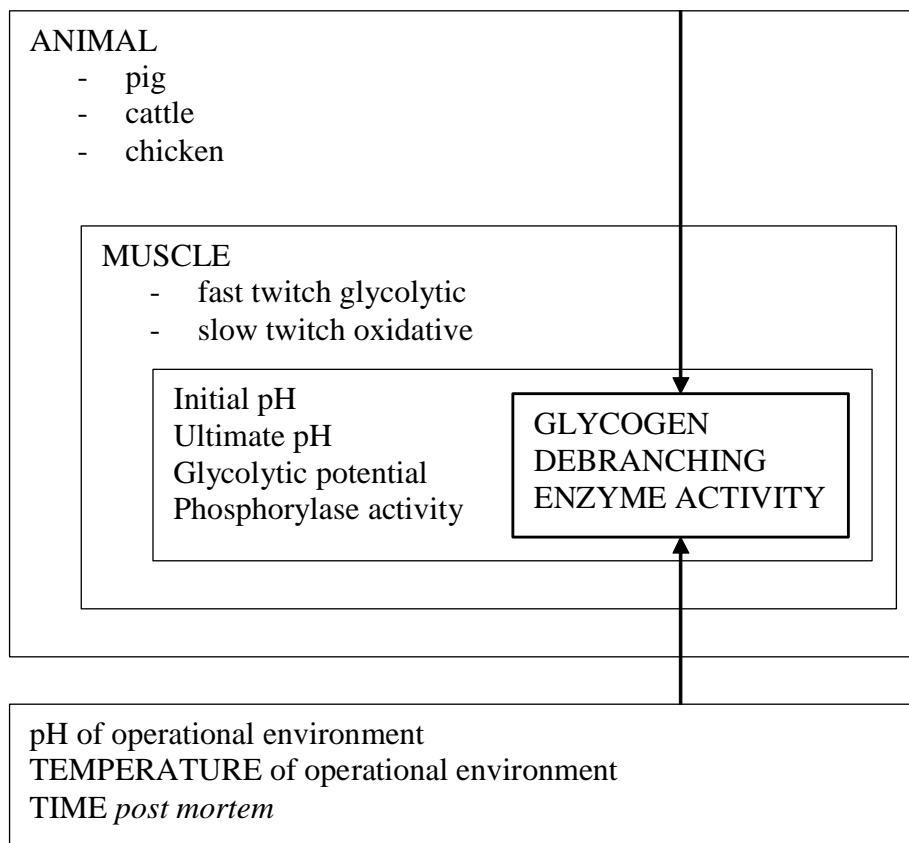 ANIMAL
- pig
- cattle
- chicken
MUSCLE
- fast twitch glycolytic
- slow twitch oxidative
Initial pH
Ultimate pH
Glycolytic potential
Phosphorylase activity
GLYCOGEN
DEBRANCHING
ENZYME ACTIVITY
pH of operational environment
TEMPERATURE of operational environment
TIME post mortem